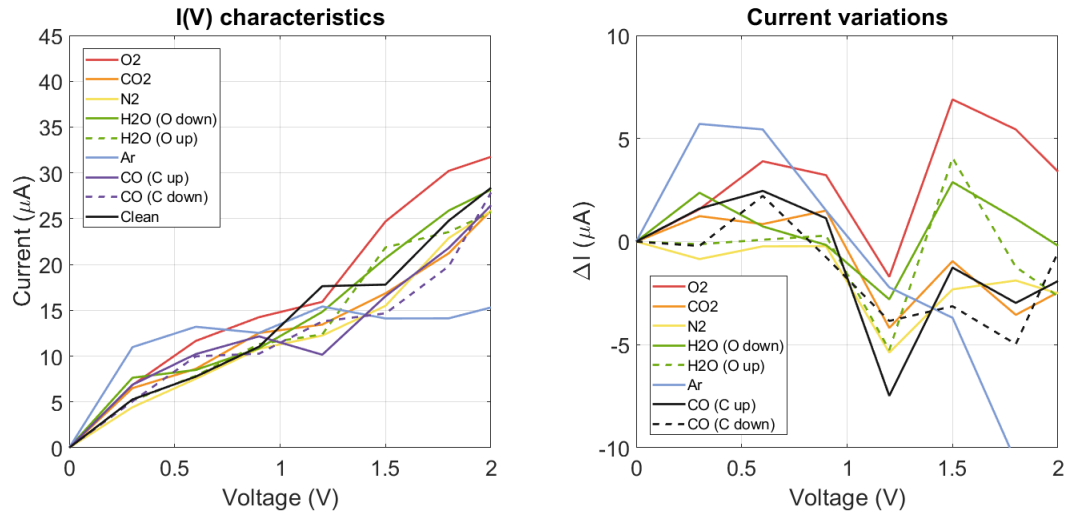 I(V) characteristics
45
40
35
30
25
20
15
10
5
0
Current (μA)
O2
CO2
N2
H2O (O down)
H2O (O up)
Ar
CO (C up)
CO (C down)
Clean
0
0.5
1
1.5
2
Voltage (V)
Current variations
10
5
0
-5
-10
ΔI (μA)
O2
CO2
N2
H2O (O down)
H2O (O up)
Ar
CO (C up)
CO (C down)
0
0.5
1
1.5
2
Voltage (V)